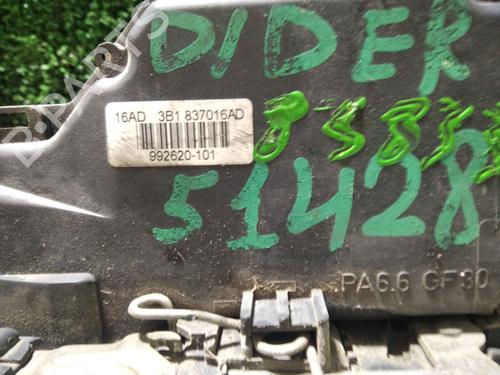 DIDER
16AD 3B1 837016AD
992620-101
51428
PA6.6 GF30
B-PARTS